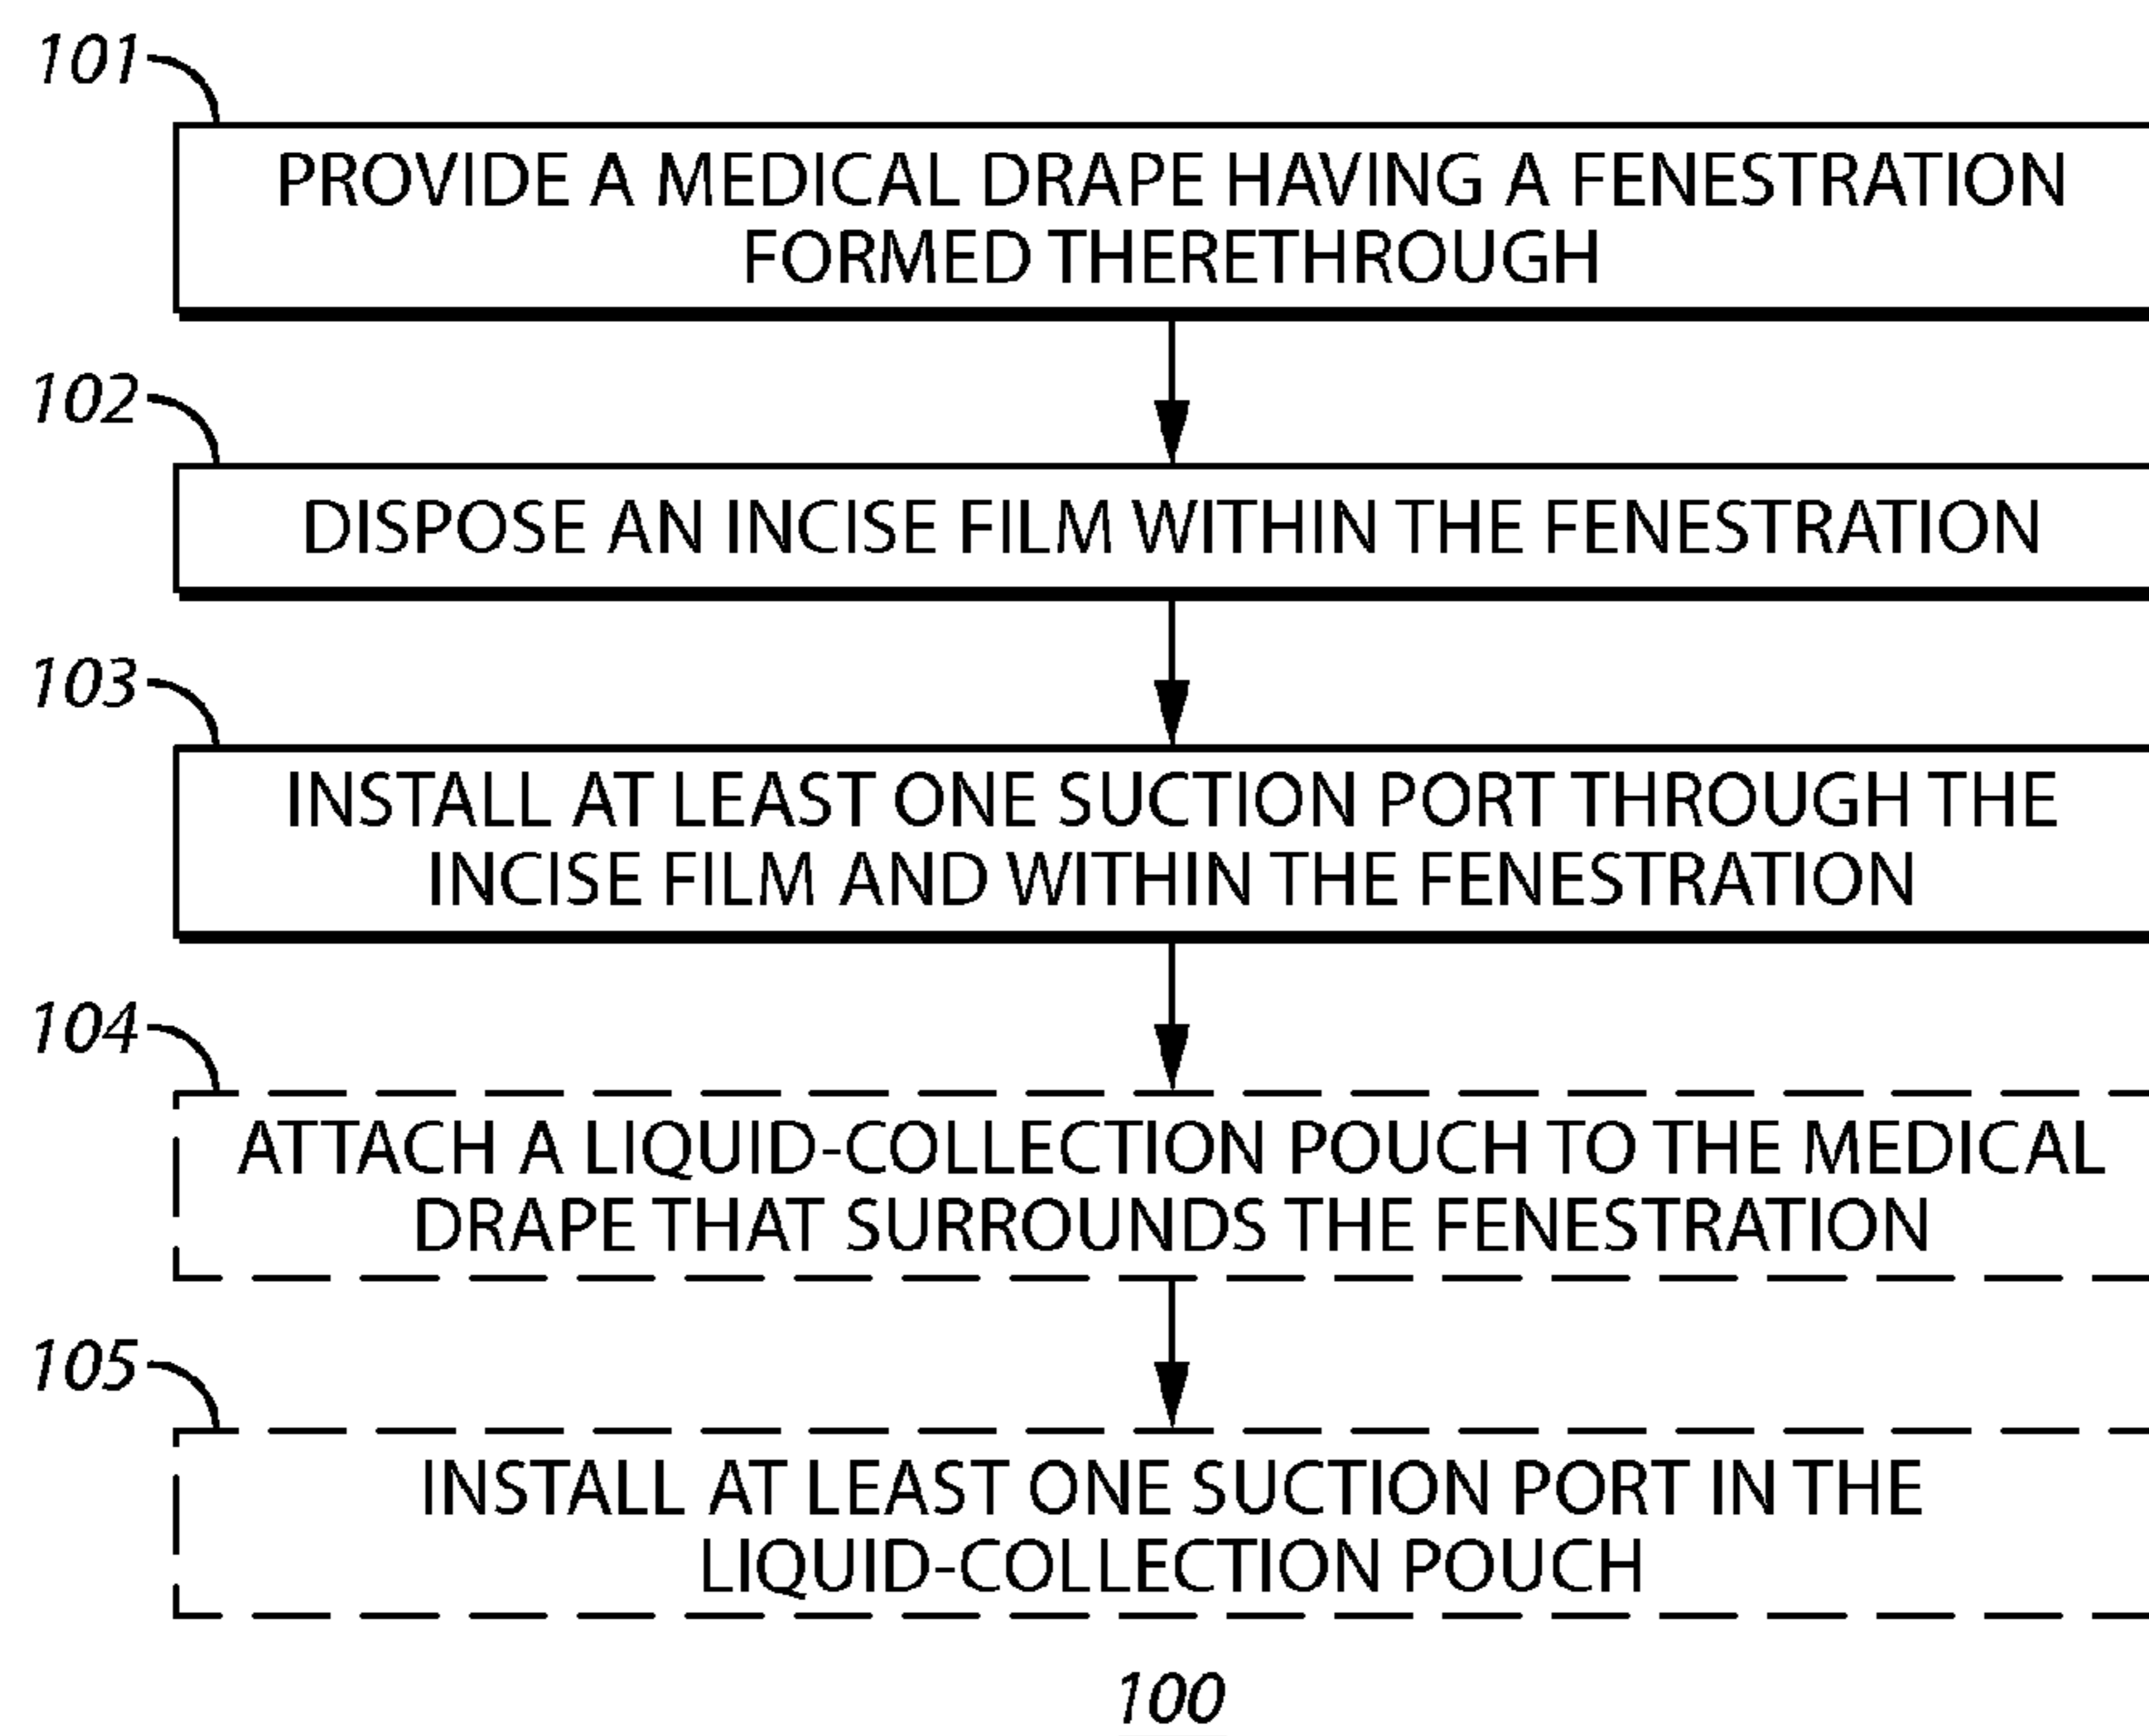 101
PROVIDE A MEDICAL DRAPE HAVING A FENESTRATION
FORMED THERETHROUGH
102
DISPOSE AN INCISE FILM WITHIN THE FENESTRATION
103
INSTALL AT LEAST ONE SUCTION PORT THROUGH THE
INCISE FILM AND WITHIN THE FENESTRATION
104
ATTACH A LIQUID-COLLECTION POUCH TO THE MEDICAL
DRAPE THAT SURROUNDS THE FENESTRATION
105
INSTALL AT LEAST ONE SUCTION PORT IN THE
LIQUID-COLLECTION POUCH
100